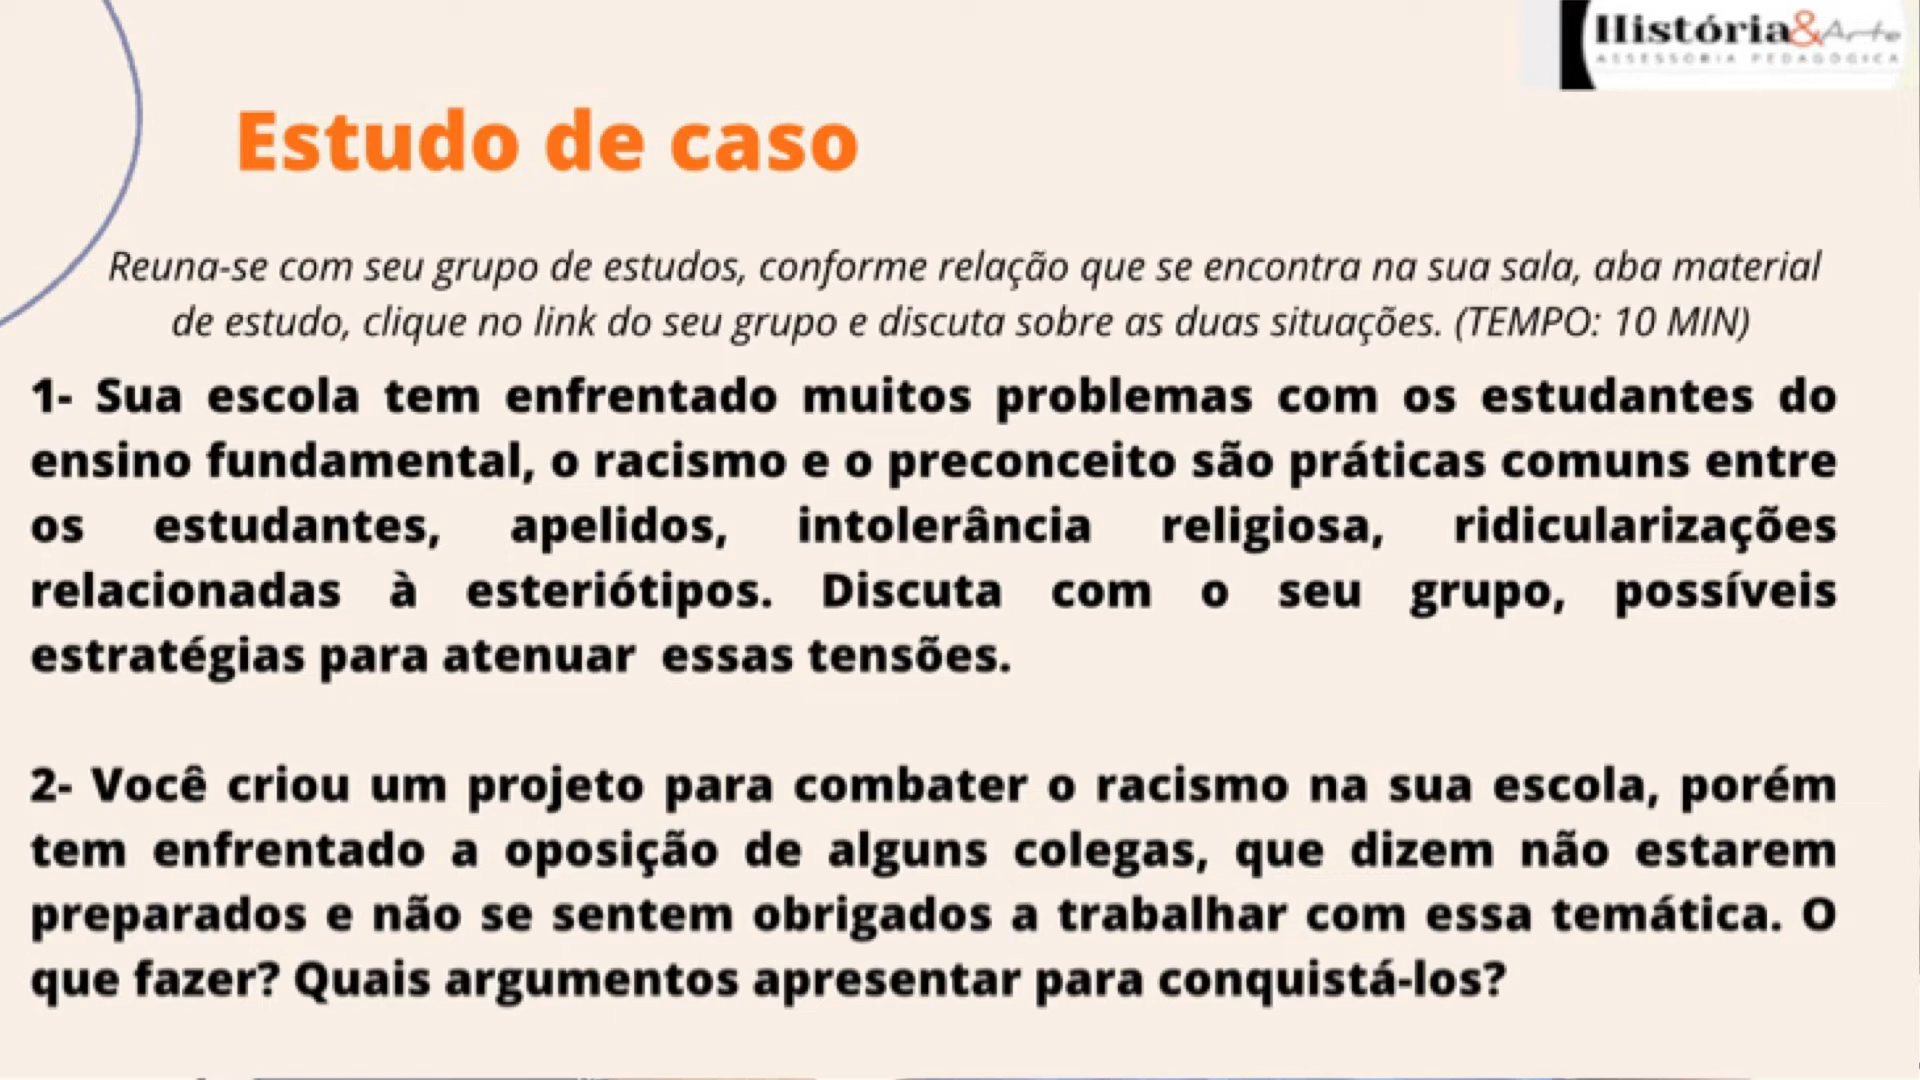 História&Arte
ASSESSORIA PEDAGÓGICA
Estudo de caso
Reuna-se com seu grupo de estudos, conforme relação que se encontra na sua sala, aba material
de estudo, clique no link do seu grupo e discuta sobre as duas situações. (TEMPO: 10 MIN)
1- Sua escola tem enfrentado muitos problemas com os estudantes do
ensino fundamental, o racismo e o preconceito são práticas comuns entre
os estudantes, apelidos, intolerância religiosa, ridicularizações
relacionadas à esteriótipos. Discuta com o seu grupo, possíveis
estratégias para atenuar essas tensões.
2- Você criou um projeto para combater o racismo na sua escola, porém
tem enfrentado a oposição de alguns colegas, que dizem não estarem
preparados e não se sentem obrigados a trabalhar com essa temática. O
que fazer? Quais argumentos apresentar para conquistá-los?